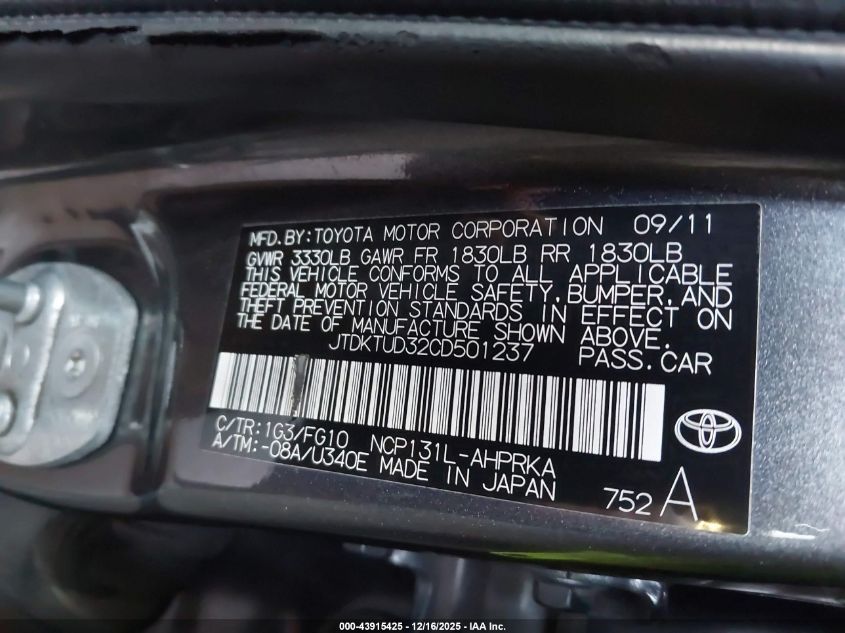 MFD.BY:TOYOTA MOTOR CORPORATION 09/11
GVWR 3330LB GAWR FR 1830LB RR 1830LB
THIS VEHICLE CONFORMS TO ALL APPLICABLE
FEDERAL MOTOR VEHICLE SAFETY,BUMPER,AND
THEFT PREVENTION STANDARDS IN EFFECT ON
THE DATE OF MANUFACTURE SHOWN ABOVE.
JTDKTUD32CD501237 PASS.CAR
C/TR:1G3/FG10 NCP131L-AHPRKA
A/TM:-08A/U340E MADE IN JAPAN
752 A
000-43915425 - 12/16/2025 - IAA Inc.